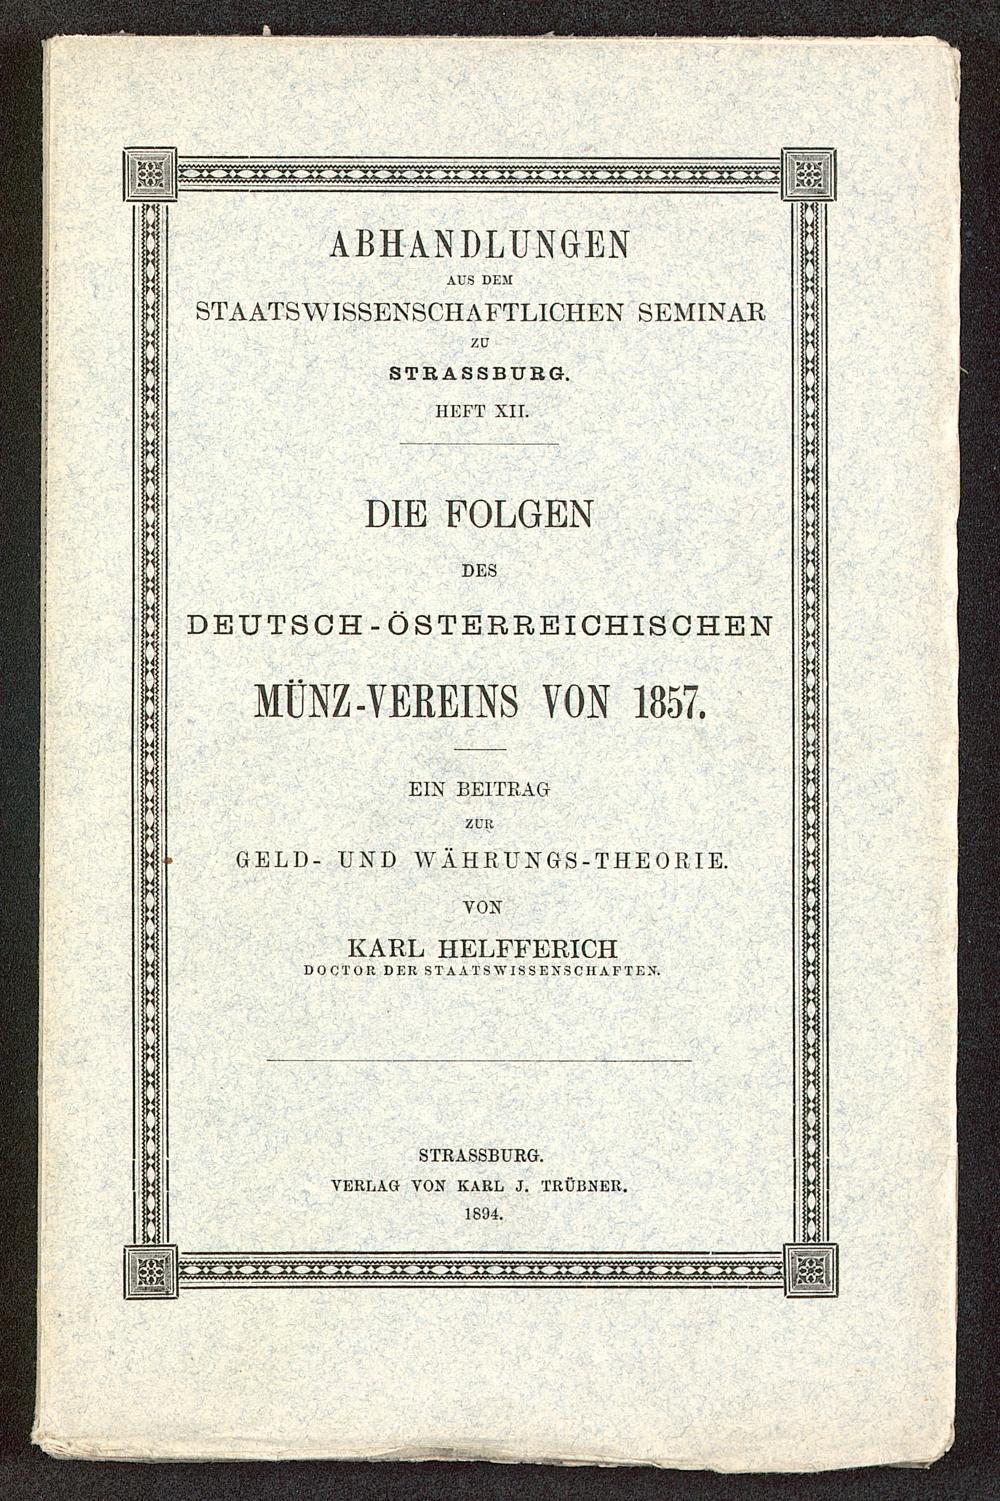 ABHANDLUNGEN
AUS DEM
STAATSWISSENSCHAFTLICHEN SEMINAR
ZU
STRASSBURG.
HEFT XII.
DIE FOLGEN
DES
DEUTSCH-ÖSTERREICHISCHEN
MÜNZ-VEREINS VON 1857.
EIN BEITRAG
ZUR
GELD- UND WÄHRUNGS-THEORIE.
VON
KARL HELFFERICH
DOCTOR DER STAATSWISSENSCHAFTEN.
STRASSBURG.
VERLAG VON KARL J. TRÜBNER.
1894.